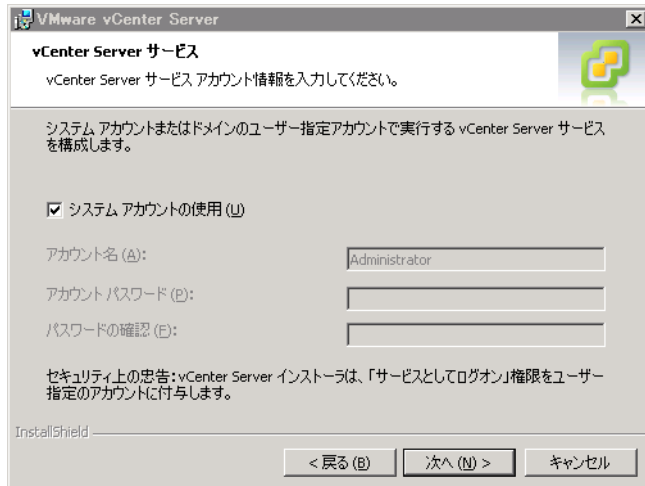 VMware vCenter Server
vCenter Server サービス
vCenter Server サービス アカウント情報を入力してください。
システム アカウントまたはドメインのユーザー指定アカウントで実行する vCenter Server サービス
を構成します。
システム アカウントの使用 (U)
アカウント名 (A):
Administrator
アカウント パスワード (P):
パスワードの確認 (F):
セキュリティ上の忠告: vCenter Server インストーラは、「サービスとしてログオン」権限をユーザー
指定のアカウントに付与します。
InstallShield
< 戻る (B)
次へ (N) >
キャンセル